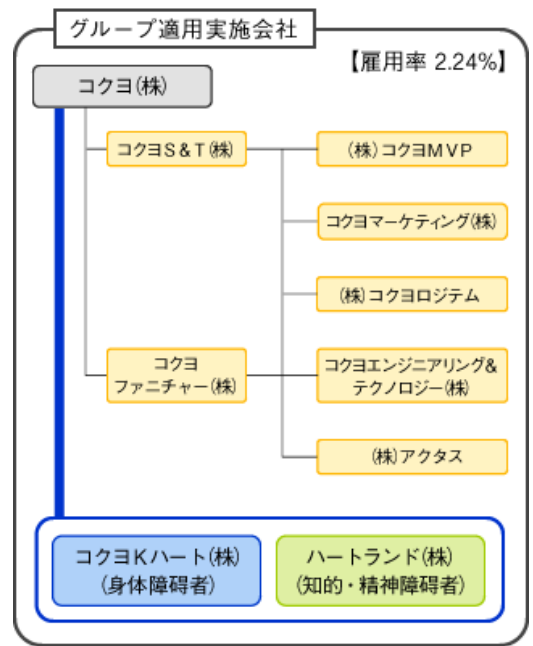 グループ適用実施会社
【雇用率 2.24%】
コクヨ(株)
コクヨS&T(株)
(株)コクヨMVP
コクヨマーケティング(株)
(株)コクヨロジテム
コクヨ
ファニチャー(株)
コクヨエンジニアリング&
テクノロジー(株)
(株)アクタス
コクヨKハート(株)
(身体障碍者)
ハートランド(株)
(知的・精神障碍者)